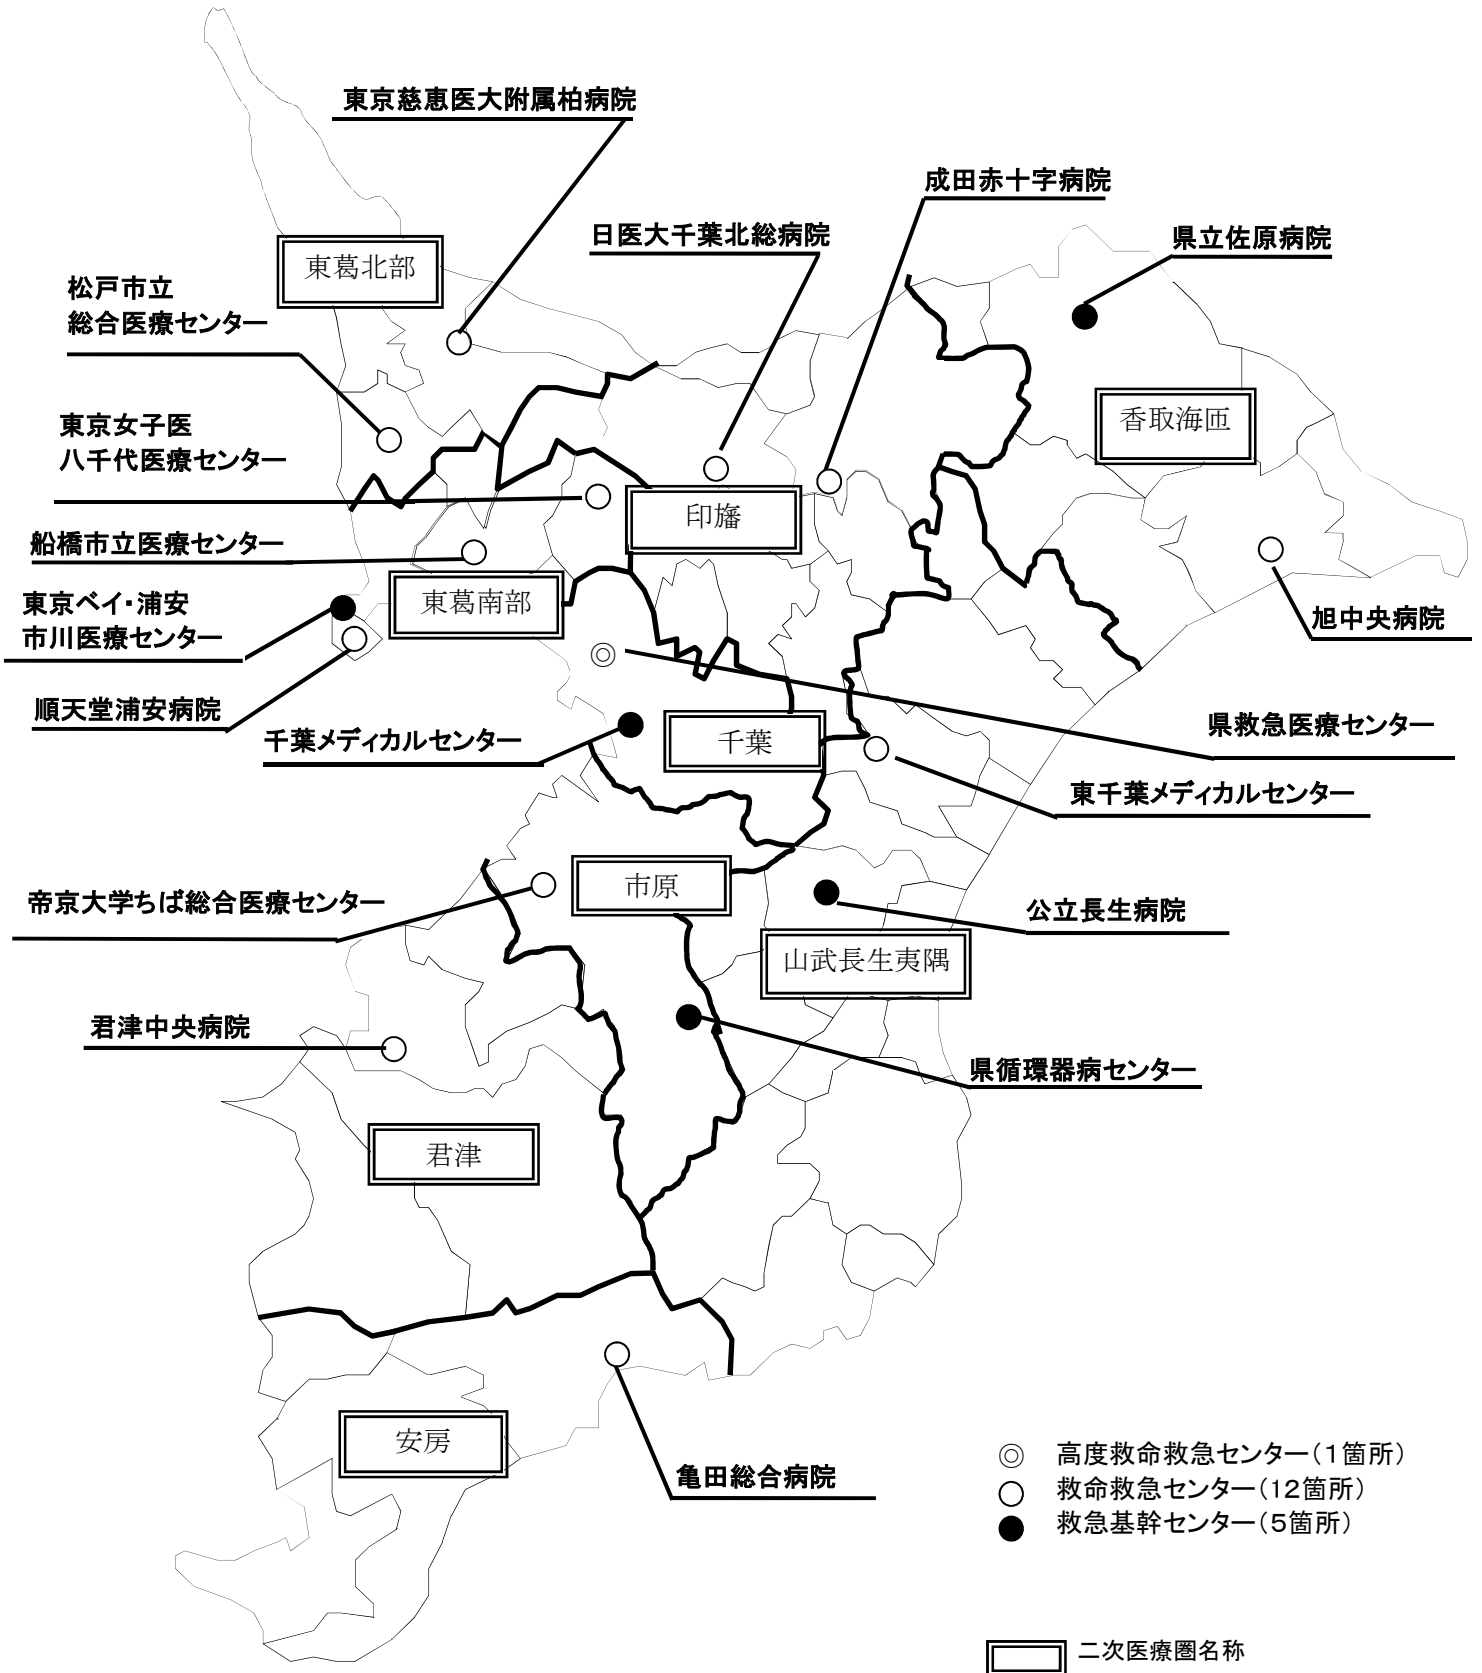 東京慈恵医大附属柏病院
成田赤十字病院
日医大千葉北総病院
県立佐原病院
東葛北部
松戸市立
総合医療センター
香取海匝
東京女子医
八千代医療センター
印旛
船橋市立医療センター
東京ベイ・浦安
市川医療センター
東葛南部
旭中央病院
順天堂浦安病院
千葉メディカルセンター
千葉
県救急医療センター
東千葉メディカルセンター
帝京大学ちば総合医療センター
市原
公立長生病院
山武長生夷隅
君津中央病院
県循環器病センター
君津
安房
亀田総合病院
◎ 高度救命救急センター(1箇所)
○ 救命救急センター(12箇所)
● 救急基幹センター(5箇所)
二次医療圏名称